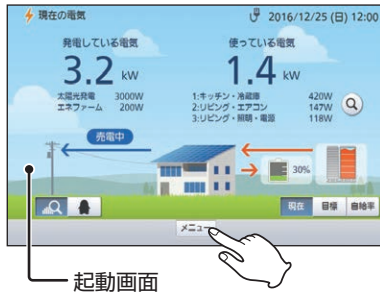 現在の電気
2016/12/25 (日) 12:00
発電している電気
使っている電気
3.2 kW
1.4 kW
太陽光発電 3000W
エネファーム 200W
1:キッチン・冷蔵庫 420W
2:リビング・エアコン 147W
3:リビング・照明・電源 118W
売電中
30%
現在
目標
自給率
メニュー
起動画面